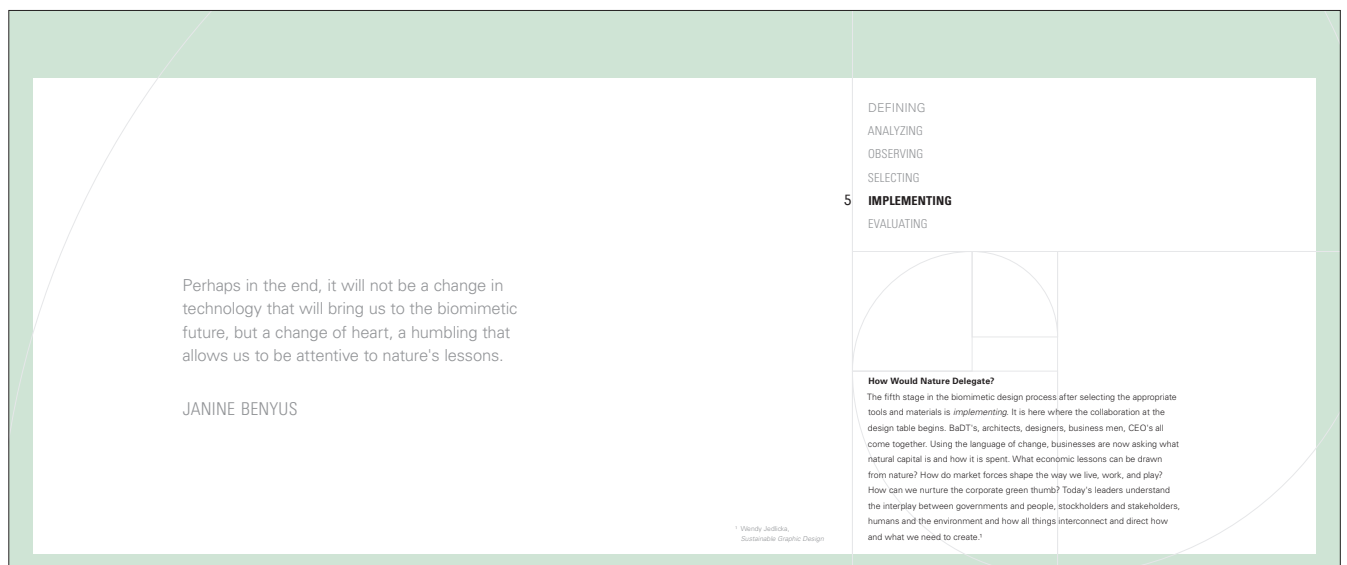 Perhaps in the end, it will not be a change in
technology that will bring us to the biomimetic
future, but a change of heart, a humbling that
allows us to be attentive to nature's lessons.
JANINE BENYUS
¹ Wendy Jedlicka,
Sustainable Graphic Design
DEFINING
ANALYZING
OBSERVING
SELECTING
5 IMPLEMENTING
EVALUATING
How Would Nature Delegate?
The fifth stage in the biomimetic design process after selecting the appropriate
tools and materials is implementing. It is here where the collaboration at the
design table begins. BaDT's, architects, designers, business men, CEO's all
come together. Using the language of change, businesses are now asking what
natural capital is and how it is spent. What economic lessons can be drawn
from nature? How do market forces shape the way we live, work, and play?
How can we nurture the corporate green thumb? Today's leaders understand
the interplay between governments and people, stockholders and stakeholders,
humans and the environment and how all things interconnect and direct how
and what we need to create.¹